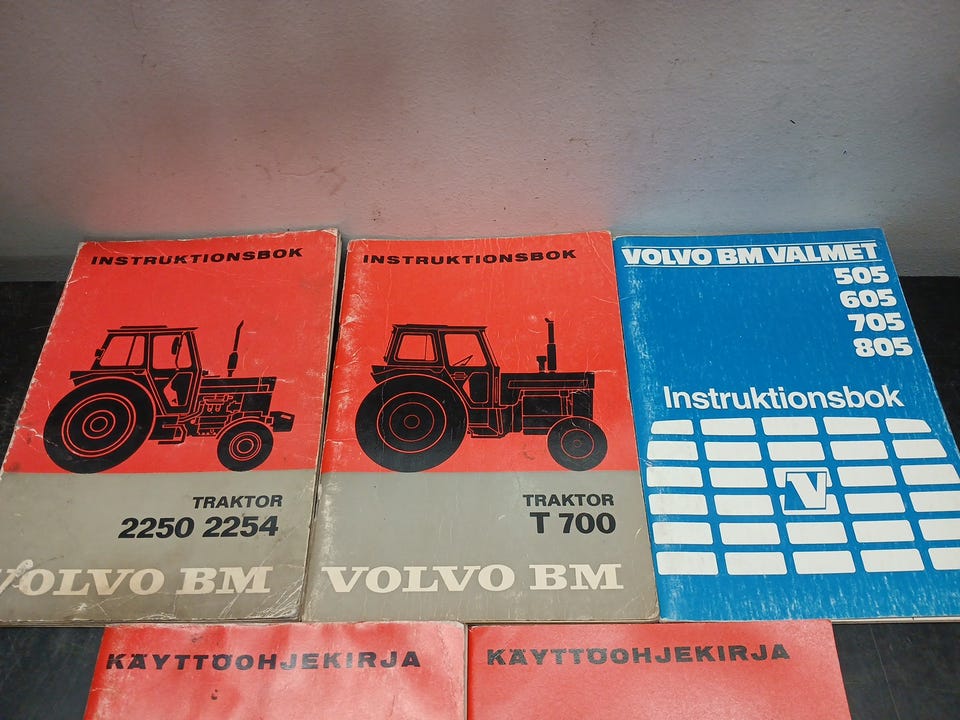 INSTRUKTIONSBOK
TRAKTOR
2250 2254
VOLVO BM
INSTRUKTIONSBOK
TRAKTOR
T 700
VOLVO BM
VOLVO BM VALMET
505
605
705
805
Instruktionsbok
V
KÄYTTÖOHJEKIRJA
KÄYTTÖOHJEKIRJA